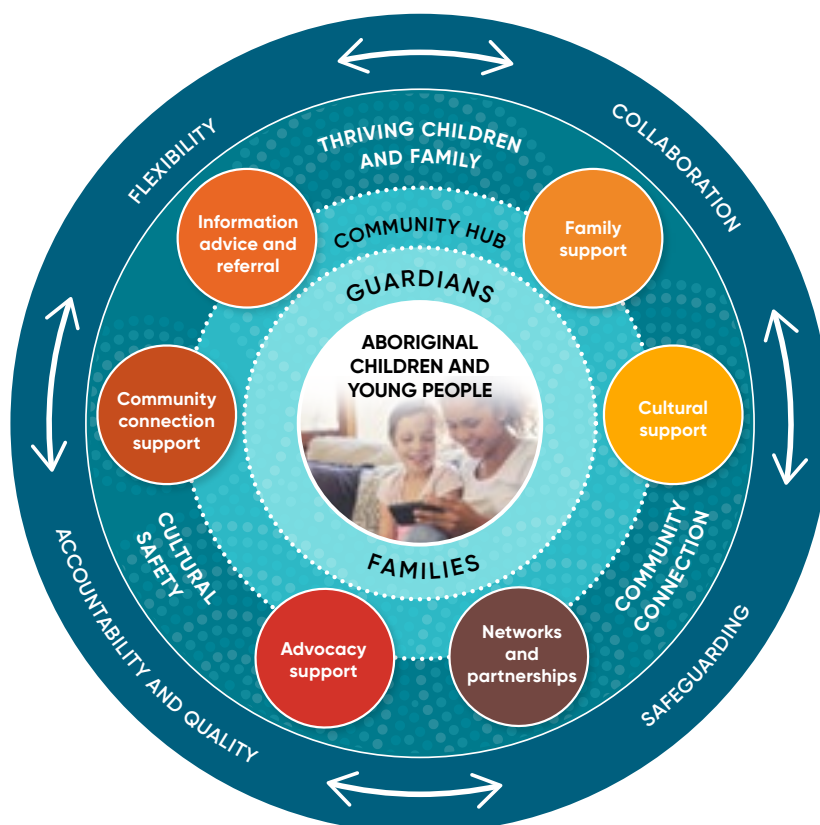 FLEXIBILITY
COLLABORATION
THRIVING CHILDREN
AND FAMILY
Information
advice and
referral
Family
support
COMMUNITY HUB
GUARDIANS
ABORIGINAL
CHILDREN AND
YOUNG PEOPLE
Community
connection
support
Cultural
support
CULTURAL
SAFETY
COMMUNITY
CONNECTION
FAMILIES
Advocacy
support
Networks
and
partnerships
ACCOUNTABILITY AND QUALITY
SAFEGUARDING